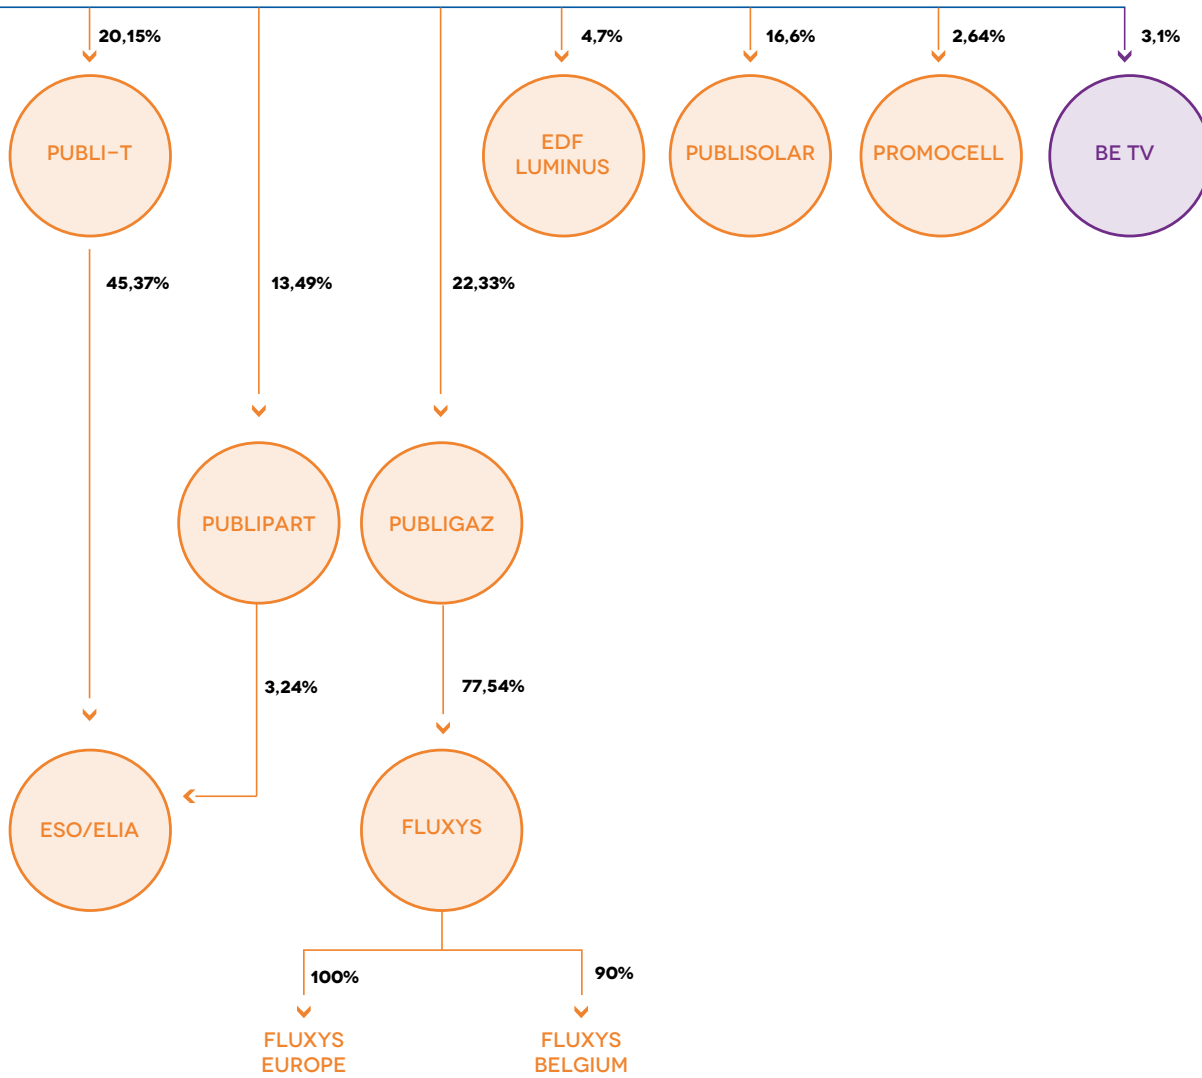 20,15%
4,7%
16,6%
2,64%
3,1%
PUBLI-T
EDF
LUMINUS
PUBLISOLAR
PROMOCELL
BE TV
45,37%
13,49%
22,33%
PUBLIPART
PUBLIGAZ
3,24%
77,54%
ESO/ELIA
FLUXYS
100%
90%
FLUXYS
EUROPE
FLUXYS
BELGIUM